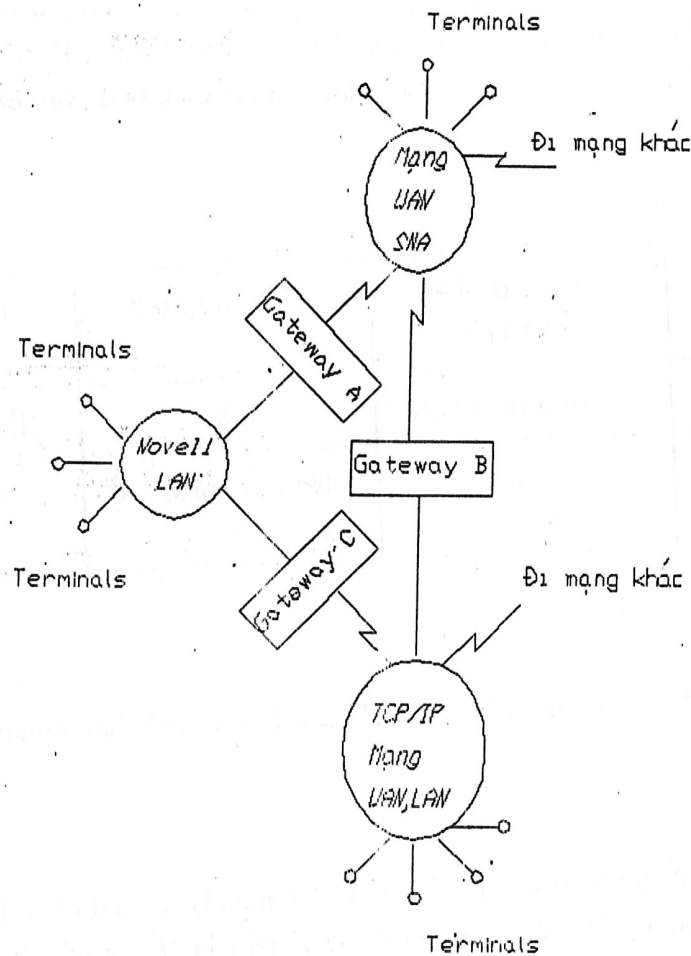 Terminals
Đi mạng khác
Mạng
WAN
SNA
Gateway A
Terminals
Novell
LAN
Gateway B
Terminals
Gateway C
Đi mạng khác
TCP/IP
Mạng
WAN,LAN
Terminals